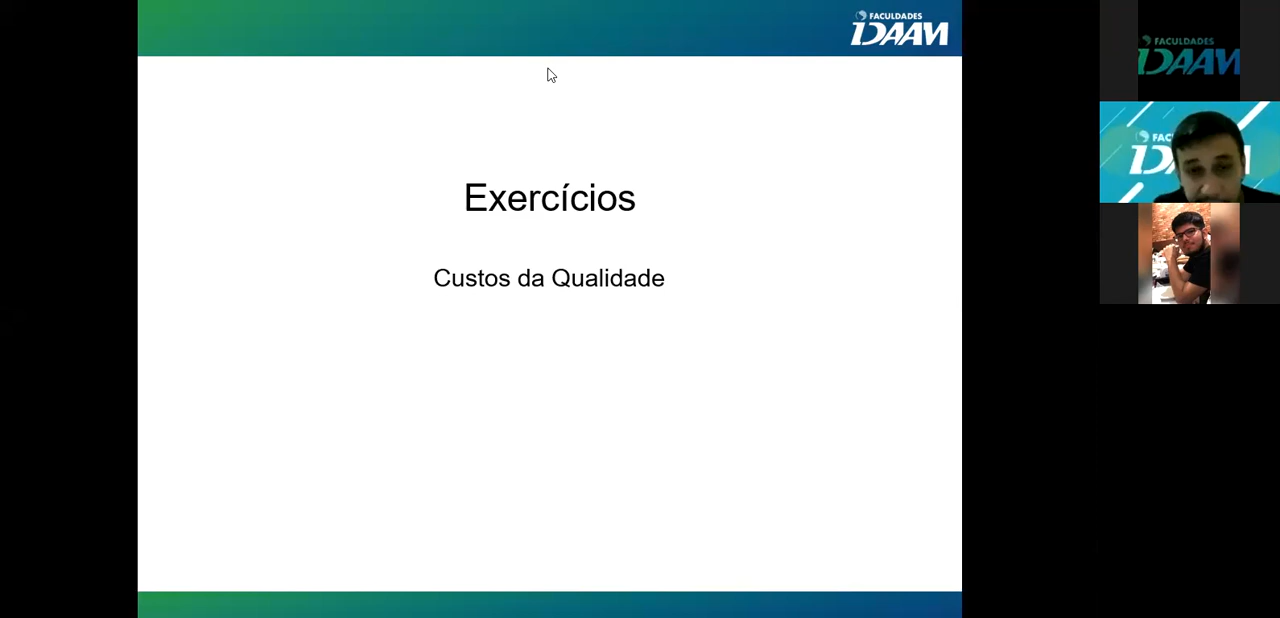 FACULDADES
IDAAM
Exercícios
Custos da Qualidade
FACULDADES
IDAAM